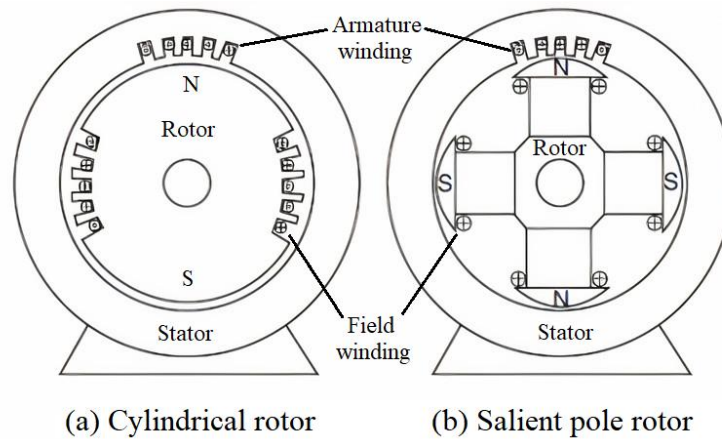 Armature
winding
N
Rotor
S
Stator
Field
winding
N
Rotor
S
S
N
Stator
(a) Cylindrical rotor
(b) Salient pole rotor